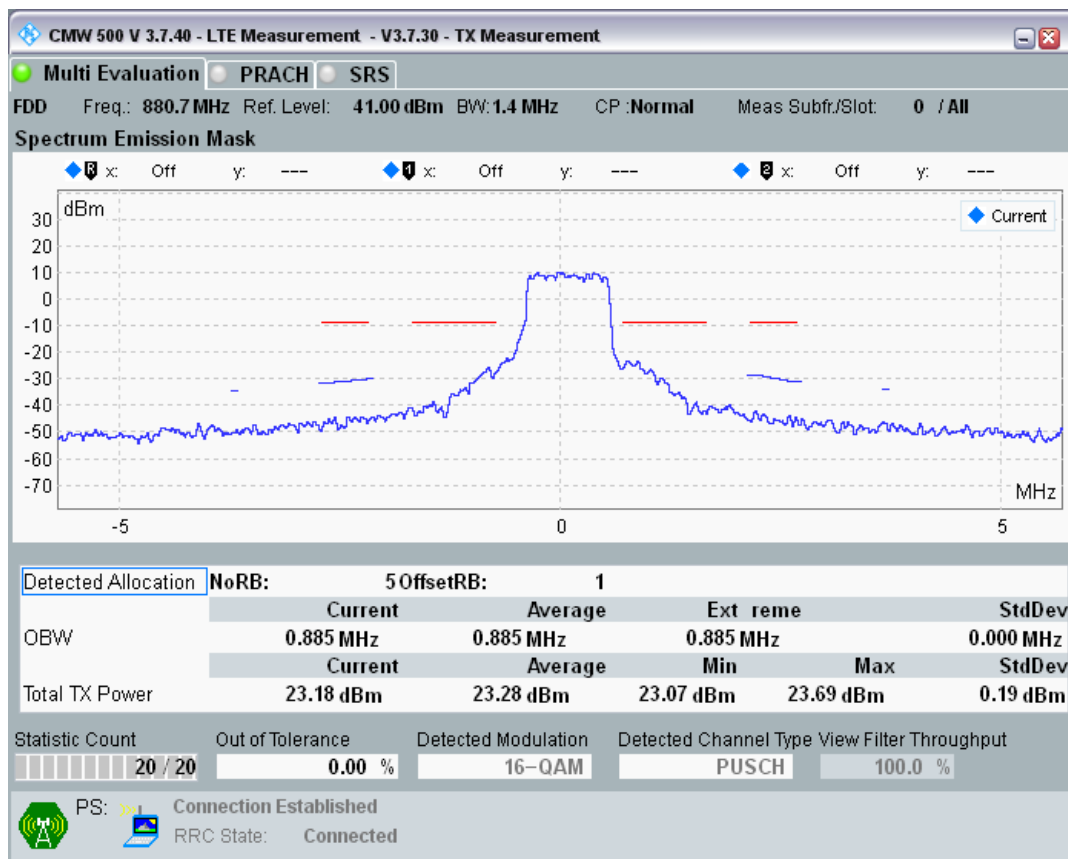 CMW 500 V 3.7.40 - LTE Measurement - V3.7.30 - TX Measurement
Multi Evaluation PRACH SRS
FDD Freq.: 880.7 MHz Ref. Level: 41.00 dBm BW: 1.4 MHz CP :Normal Meas Subfr./Slot: 0 / All
Spectrum Emission Mask
R x: Off y: --- 1 x: Off y: --- 2 x: Off y: ---
dBm
Current
30
20
10
0
-10
-20
-30
-40
-50
-60
-70
MHz
-5 0 5
Detected Allocation NoRB: 5 OffsetRB: 1
Current Average Ext reme StdDev
OBW 0.885 MHz 0.885 MHz 0.885 MHz 0.000 MHz
Current Average Min Max StdDev
Total TX Power 23.18 dBm 23.28 dBm 23.07 dBm 23.69 dBm 0.19 dBm
Statistic Count Out of Tolerance Detected Modulation Detected Channel Type View Filter Throughput
20 / 20 0.00 % 16-QAM PUSCH 100.0 %
PS: Connection Established
RRC State: Connected